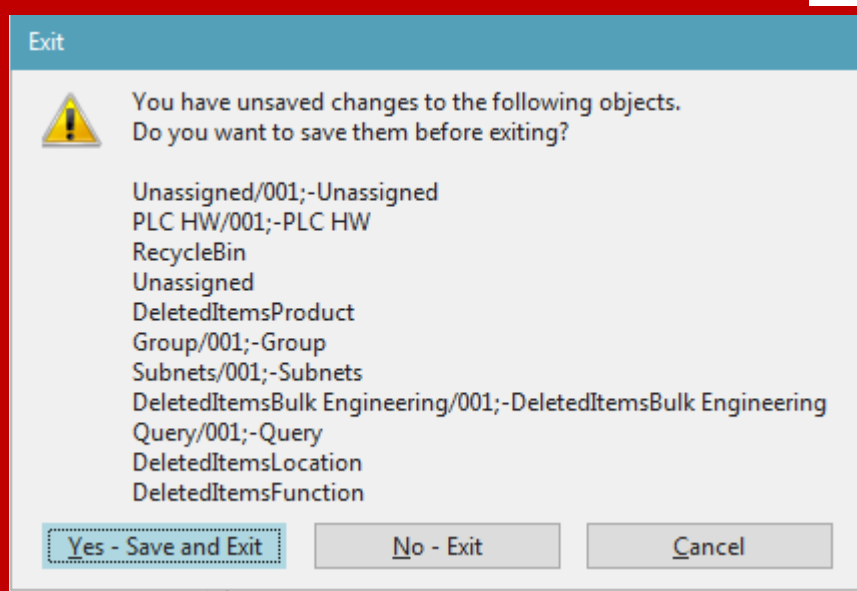 Exit
You have unsaved changes to the following objects.
Do you want to save them before exiting?
Unassigned/001;-Unassigned
PLC HW/001;-PLC HW
RecycleBin
Unassigned
DeletedItemsProduct
Group/001;-Group
Subnets/001;-Subnets
DeletedItemsBulk Engineering/001;-DeletedItemsBulk Engineering
Query/001;-Query
DeletedItemsLocation
DeletedItemsFunction
Yes - Save and Exit
No - Exit
Cancel